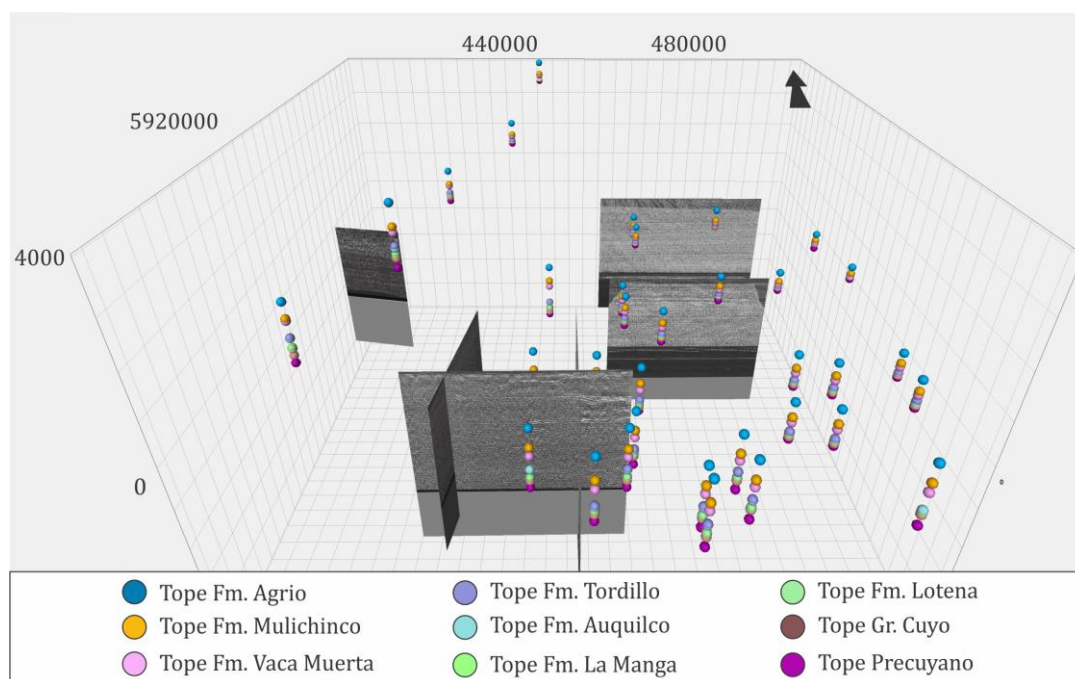 440000 480000
5920000
4000
0
Tope Fm. Agrio Tope Fm. Tordillo Tope Fm. Lotena
Tope Fm. Mulichinco Tope Fm. Auquilco Tope Gr. Cuyo
Tope Fm. Vaca Muerta Tope Fm. La Manga Tope Precuyano